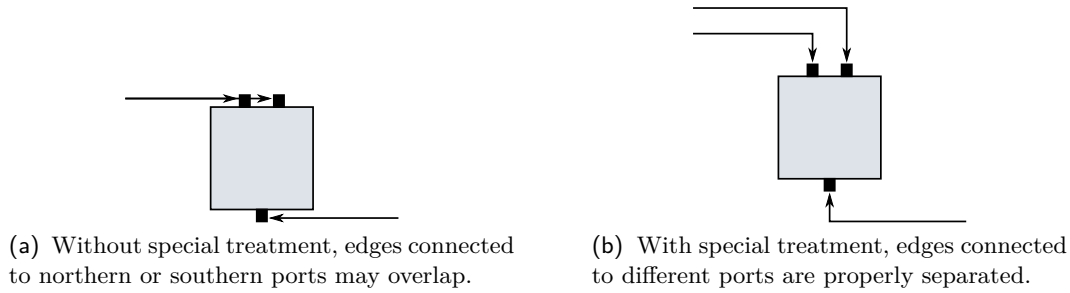 (a) Without special treatment, edges connected
to northern or southern ports may overlap.
(b) With special treatment, edges connected
to different ports are properly separated.